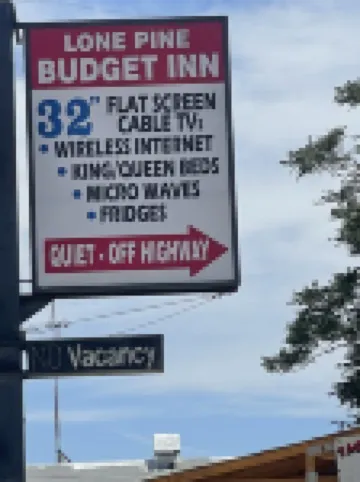 LONE PINE
BUDGET INN
32" FLAT SCREEN
CABLE TVs
• WIRELESS INTERNET
• KING/QUEEN BEDS
• MICRO WAVES
• FRIDGES
QUIET - OFF HIGHWAY
NO Vacancy